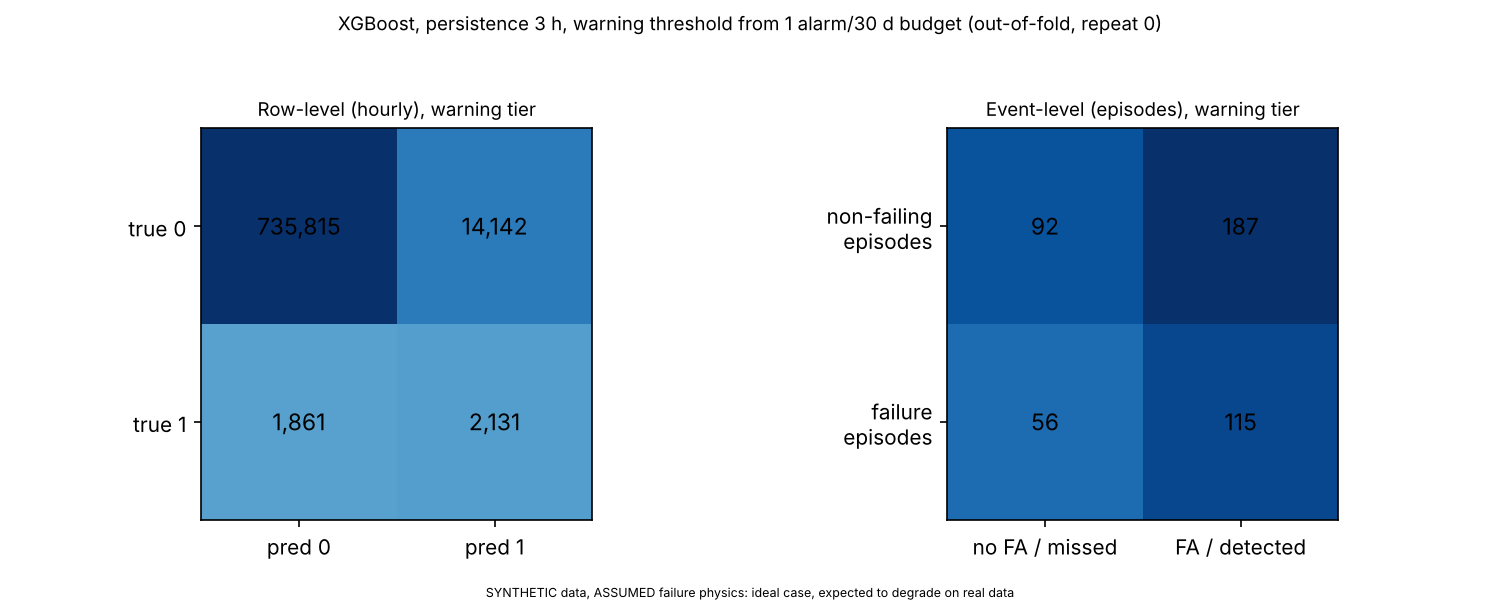 XGBoost, persistence 3 h, warning threshold from 1 alarm/30 d budget (out-of-fold, repeat 0)
Row-level (hourly), warning tier
true 0
735,815
14,142
true 1
1,861
2,131
pred 0
pred 1
Event-level (episodes), warning tier
non-failing
episodes
92
187
failure
episodes
56
115
no FA / missed
FA / detected
SYNTHETIC data, ASSUMED failure physics: ideal case, expected to degrade on real data